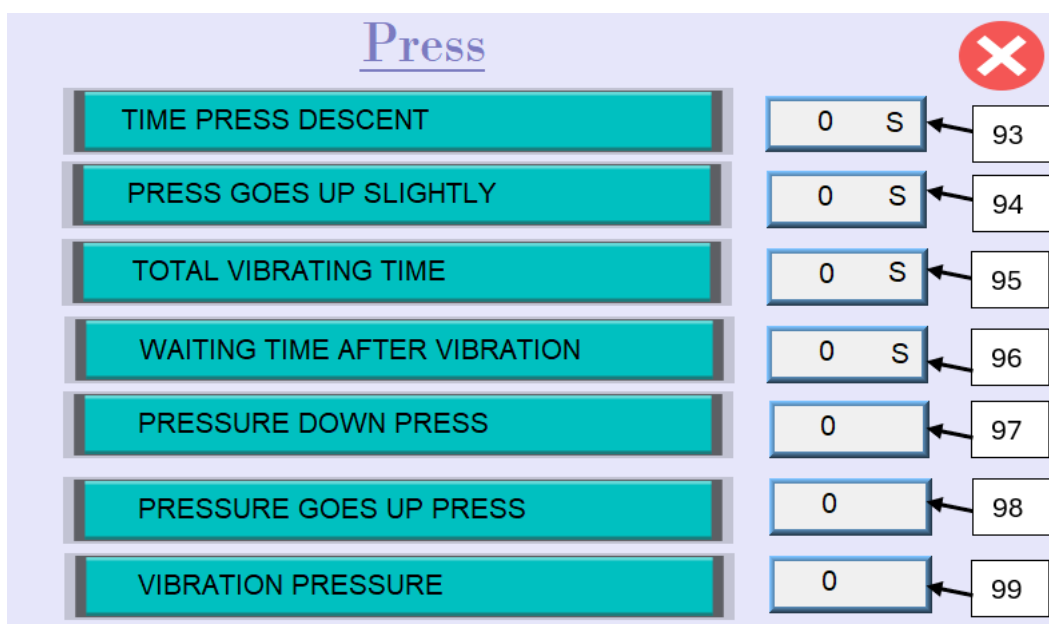 Press
TIME PRESS DESCENT 0 S 93
PRESS GOES UP SLIGHTLY 0 S 94
TOTAL VIBRATING TIME 0 S 95
WAITING TIME AFTER VIBRATION 0 S 96
PRESSURE DOWN PRESS 0 97
PRESSURE GOES UP PRESS 0 98
VIBRATION PRESSURE 0 99